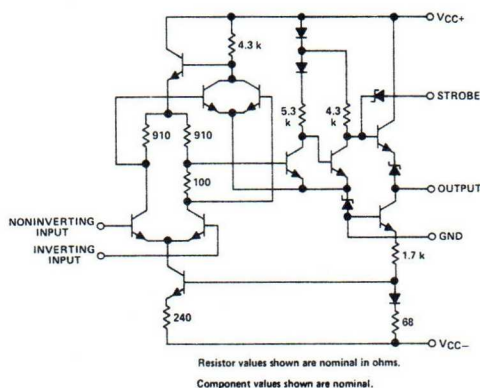 VCC+
4.3 k
STROBE
5.3 k
4.3 k
910
910
100
OUTPUT
NONINVERTING INPUT
GND
INVERTING INPUT
1.7 k
240
68
VCC−
Resistor values shown are nominal in ohms.
Component values shown are nominal.